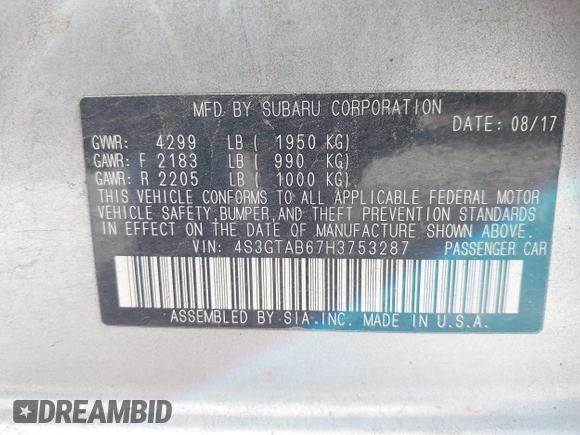 MFD. BY SUBARU CORPORATION
DATE: 08/17
GVWR: 4299 LB ( 1950 KG)
GAWR: F 2183 LB ( 990 KG)
GAWR: R 2205 LB ( 1000 KG)
THIS VEHICLE CONFORMS TO ALL APPLICABLE FEDERAL MOTOR
VEHICLE SAFETY,BUMPER,AND THEFT PREVENTION STANDARDS
IN EFFECT ON THE DATE OF MANUFACTURE SHOWN ABOVE.
VIN: 4S3GTAB67H3753287 PASSENGER CAR
ASSEMBLED BY SIA.INC. MADE IN U.S.A.
DREAMBID